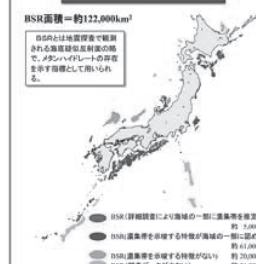 BSR面積＝約122,000km²
BSRとは地震探査で観測
される海底疑似反射面の略
で、メタンハイドレートの存在
を示す指標として用いられ
る。
BSR(詳細調査により海域の一部に濃集帯を推定
約 5,00
BSR(濃集帯を示唆する特徴が海域の一部に認め
約 61,00
BSR(濃集帯を示唆する特徴がない)
約 20,00